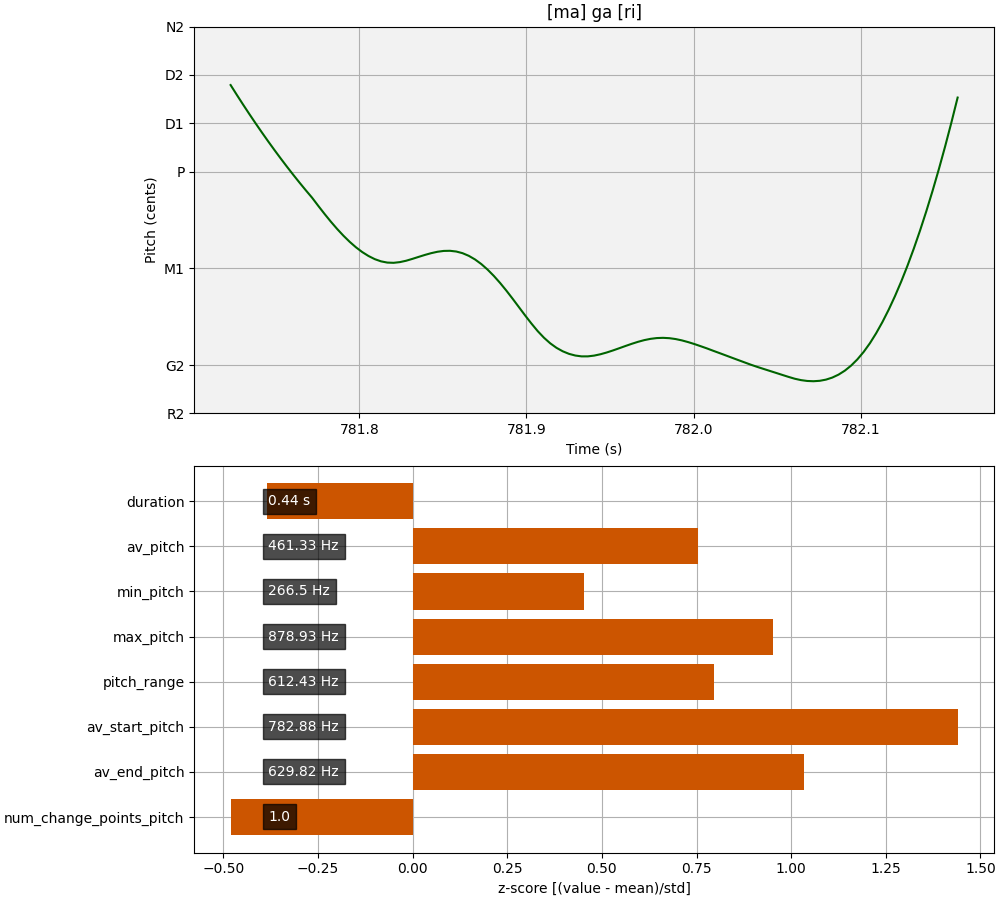 [ma] ga [ri]
N2
D2
D1
P
M1
G2
R2
Pitch (cents)
781.8 781.9 782.0 782.1
Time (s)
duration 0.44 s
av_pitch 461.33 Hz
min_pitch 266.5 Hz
max_pitch 878.93 Hz
pitch_range 612.43 Hz
av_start_pitch 782.88 Hz
av_end_pitch 629.82 Hz
num_change_points_pitch 1.0
−0.50 −0.25 0.00 0.25 0.50 0.75 1.00 1.25 1.50
z-score [(value - mean)/std]